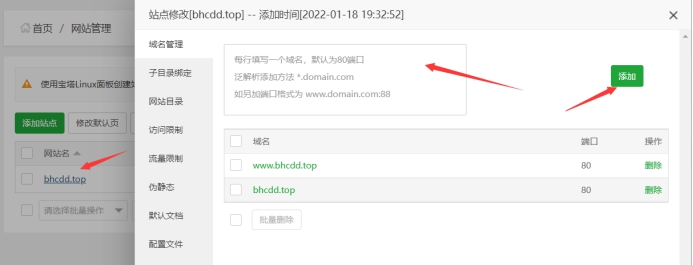 首页 / 网站管理
使用宝塔Linux面板创建站
添加站点 修改默认页
网站名
bhcdd.top
请选择批量操作
站点修改[bhcdd.top] -- 添加时间[2022-01-18 19:32:52]
域名管理
子目录绑定
网站目录
访问限制
流量限制
伪静态
默认文档
配置文件
每行填写一个域名，默认为80端口
泛解析添加方法 *.domain.com
如另加端口格式为 www.domain.com:88
添加
域名 端口 操作
www.bhcdd.top 80 删除
bhcdd.top 80 删除
批量删除